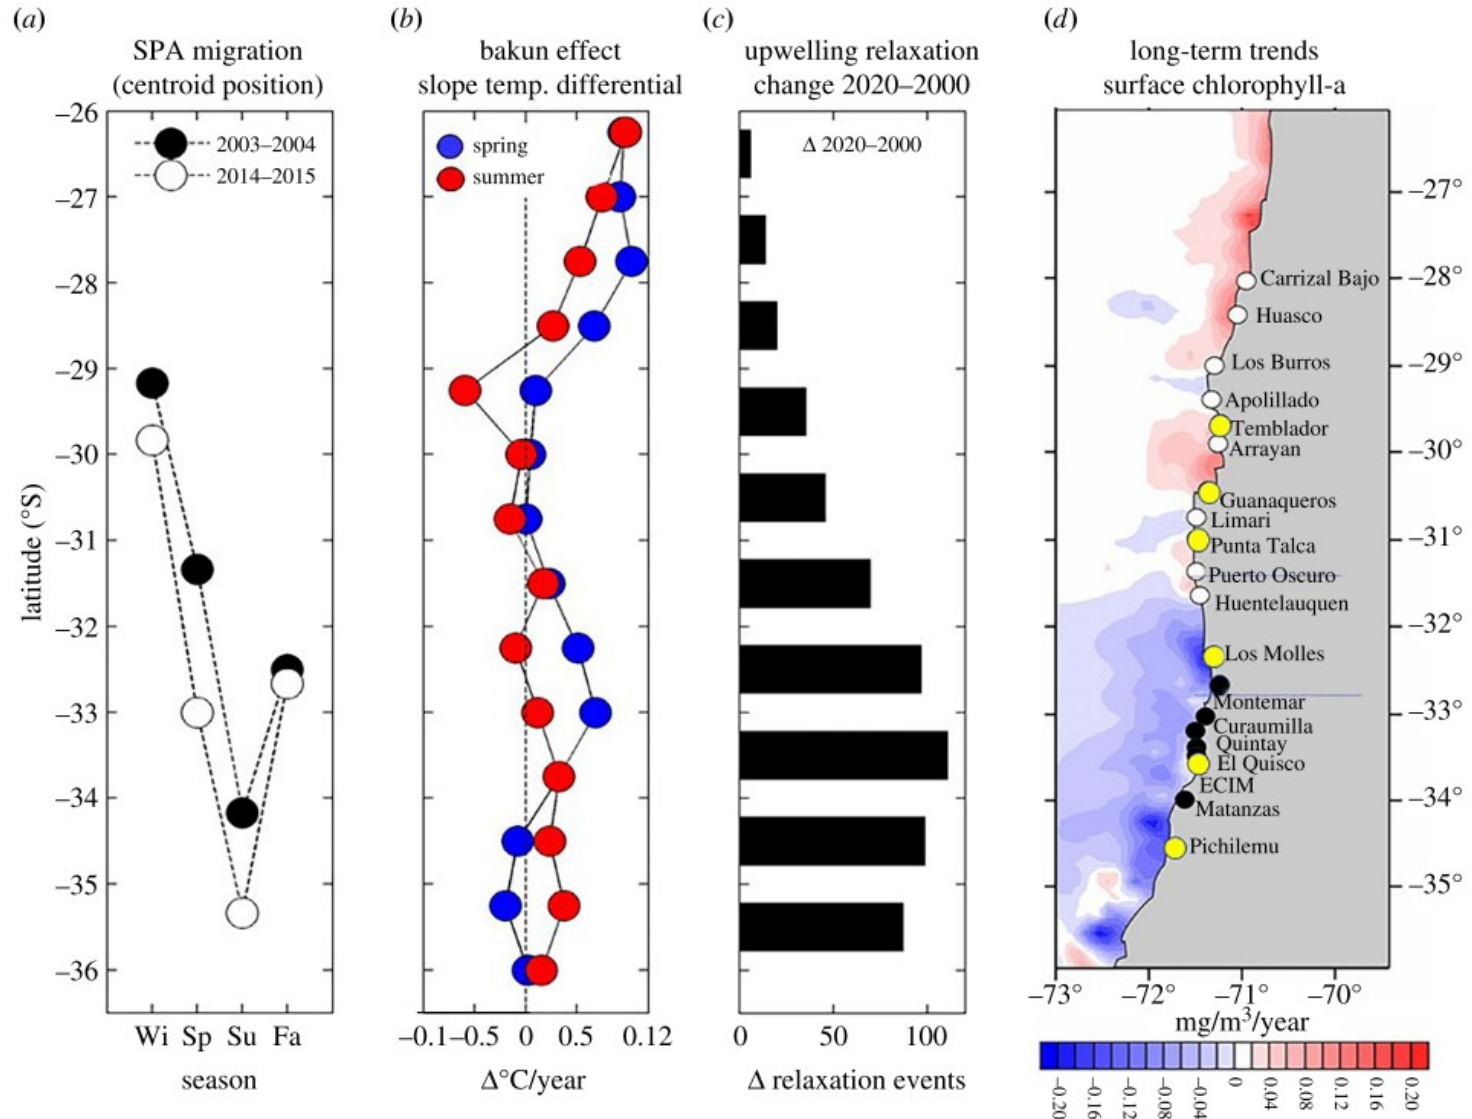 (a)
SPA migration
(centroid position)
2003–2004
2014–2015
latitude (°S)
–26
–27
–28
–29
–30
–31
–32
–33
–34
–35
–36
Wi Sp Su Fa
season
(b)
bakun effect
slope temp. differential
spring
summer
–0.1 –0.5 0 0.5 0.12
Δ°C/year
(c)
upwelling relaxation
change 2020–2000
Δ 2020–2000
0 50 100
Δ relaxation events
(d)
long-term trends
surface chlorophyll-a
–27°
–28°
–29°
–30°
–31°
–32°
–33°
–34°
–35°
Carrizal Bajo
Huasco
Los Burros
Apolillado
Temblador
Arrayan
Guanaqueros
Limari
Punta Talca
Puerto Oscuro
Huentelauquen
Los Molles
Montemar
Curaumilla
Quintay
El Quisco
ECIM
Matanzas
Pichilemu
–73° –72° –71° –70°
mg/m³/year
–0.20 –0.16 –0.12 –0.08 –0.04 0 0.04 0.08 0.12 0.16 0.20